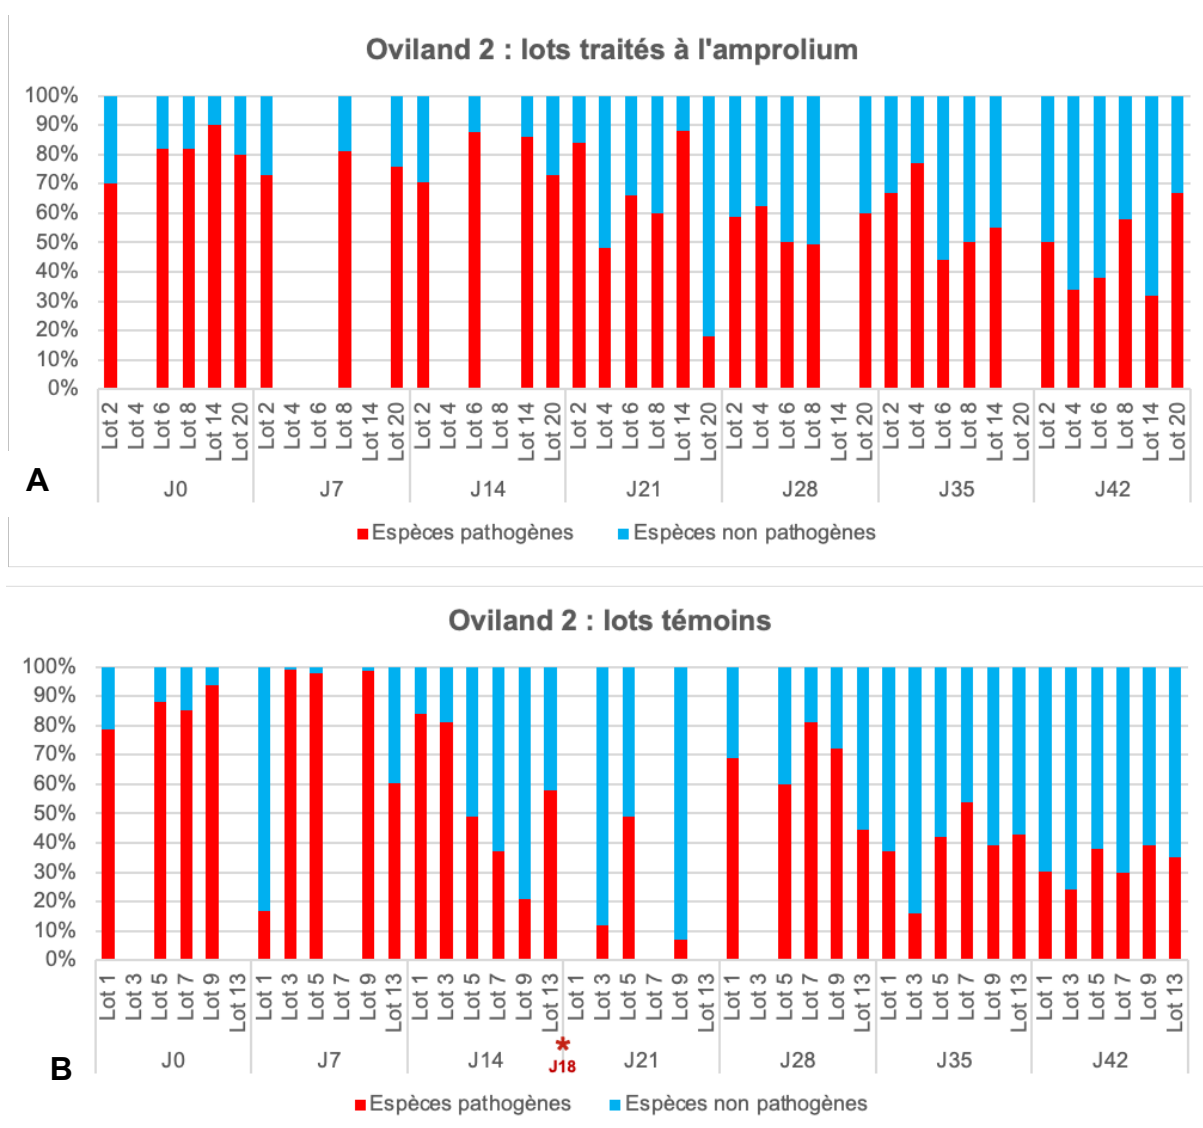 Oviland 2 : lots traités à l'amprolium
100%
90%
80%
70%
60%
50%
40%
30%
20%
10%
0%
Lot 2 Lot 4 Lot 6 Lot 8 Lot 14 Lot 20 Lot 2 Lot 4 Lot 6 Lot 8 Lot 14 Lot 20 Lot 2 Lot 4 Lot 6 Lot 8 Lot 14 Lot 20 Lot 2 Lot 4 Lot 6 Lot 8 Lot 14 Lot 20 Lot 2 Lot 4 Lot 6 Lot 8 Lot 14 Lot 20 Lot 2 Lot 4 Lot 6 Lot 8 Lot 14 Lot 20 Lot 2 Lot 4 Lot 6 Lot 8 Lot 14 Lot 20
A
J0 J7 J14 J21 J28 J35 J42
Espèces pathogènes Espèces non pathogènes
Oviland 2 : lots témoins
100%
90%
80%
70%
60%
50%
40%
30%
20%
10%
0%
Lot 1 Lot 3 Lot 5 Lot 7 Lot 9 Lot 13 Lot 1 Lot 3 Lot 5 Lot 7 Lot 9 Lot 13 Lot 1 Lot 3 Lot 5 Lot 7 Lot 9 Lot 13 Lot 1 Lot 3 Lot 5 Lot 7 Lot 9 Lot 13 Lot 1 Lot 3 Lot 5 Lot 7 Lot 9 Lot 13 Lot 1 Lot 3 Lot 5 Lot 7 Lot 9 Lot 13 Lot 1 Lot 3 Lot 5 Lot 7 Lot 9 Lot 13
*
B
J0 J7 J14 J18 J21 J28 J35 J42
Espèces pathogènes Espèces non pathogènes